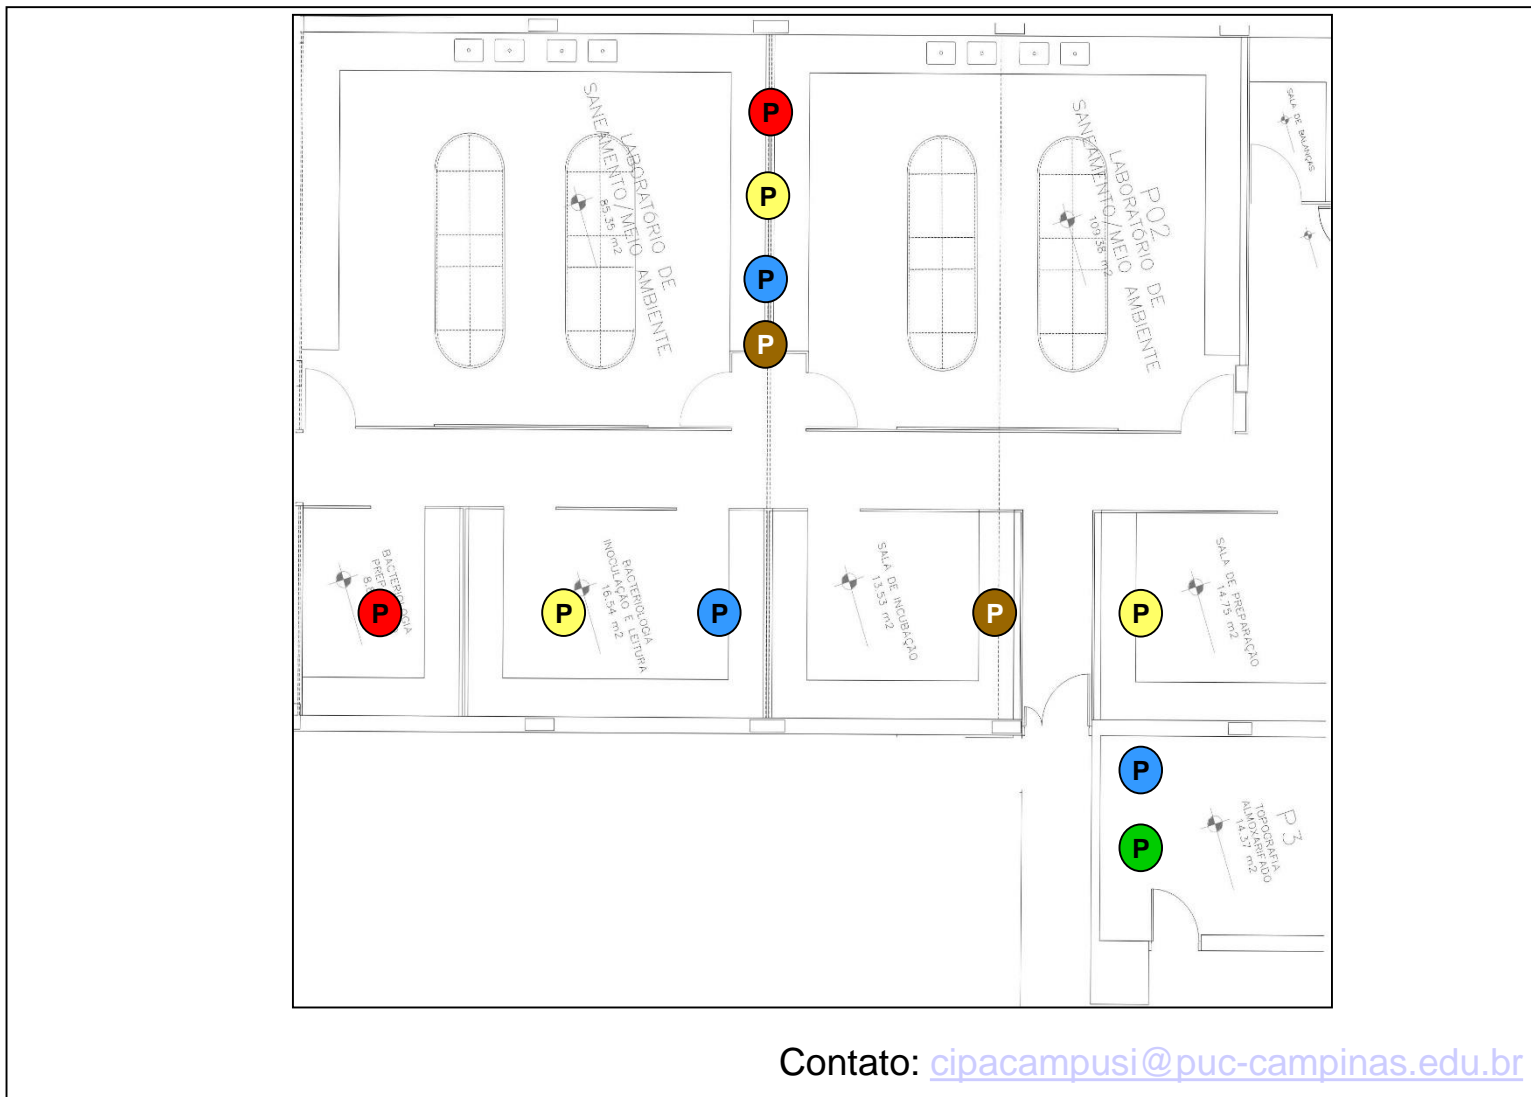 LABORATÓRIO DE
SANEAMENTO/MEIO AMBIENTE
85.35 m2
P02
LABORATÓRIO DE
SANEAMENTO/MEIO AMBIENTE
109.38 m2
SALA DE BALANÇAS
P
P
P
P
BACTERIOLOGIA
P
BACTERIOLOGIA
INOCULAÇÃO E LEITURA
16.54 m2
P
P
SALA DE INCUBAÇÃO
13.53 m2
P
SALA DE PREPARAÇÃO
14.75 m2
P
P
P
P3
TOPOGRAFIA
ALMOXARIFADO
14.37 m2
Contato: cipacampusi@puc-campinas.edu.br